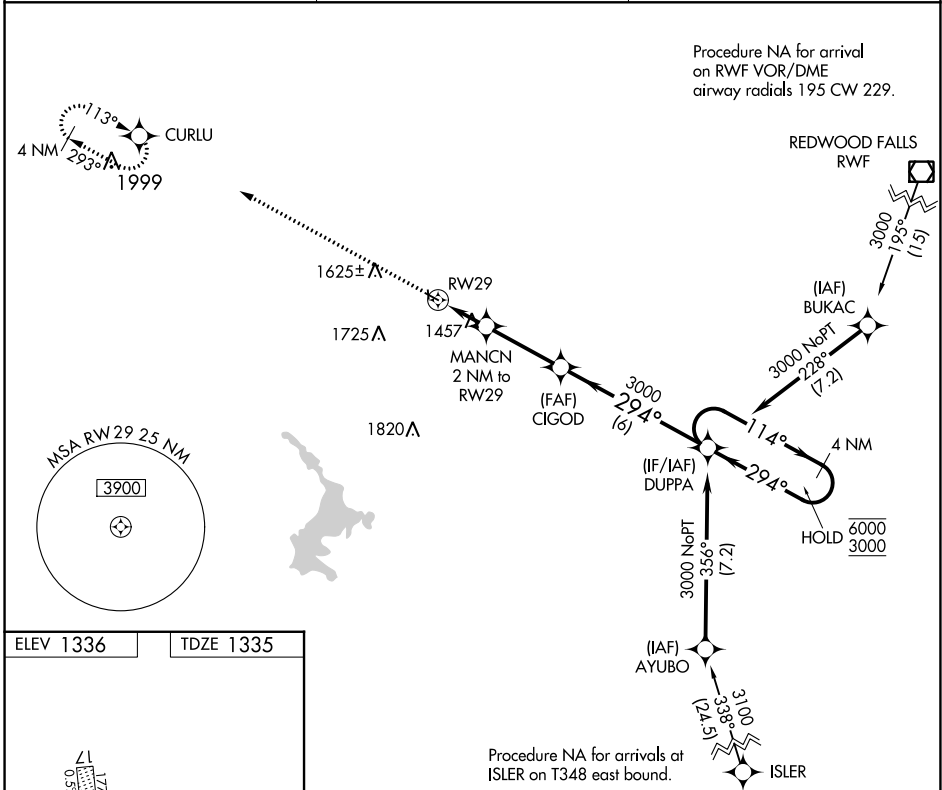 Procedure NA for arrival
on RWF VOR/DME
airway radials 195 CW 229.
113°
CURLU
4 NM
293°
1999
REDWOOD FALLS
RWF
3000
195°
(15)
1625±
RW29
(IAF)
BUKAC
1725
1457
MANCN
2 NM to
RW29
3000 NoPT
228°
(7.2)
(FAF)
CIGOD
3000
294°
(6)
1820
114°
4 NM
(IF/IAF)
DUPPA
294°
HOLD
6000
3000
MSA RW29 25 NM
3900
3000 NoPT
356°
(7.2)
ELEV 1336
TDZE 1335
(IAF)
AYUBO
3100
338°
(24.5)
17
Procedure NA for arrivals at
ISLER on T348 east bound.
ISLER